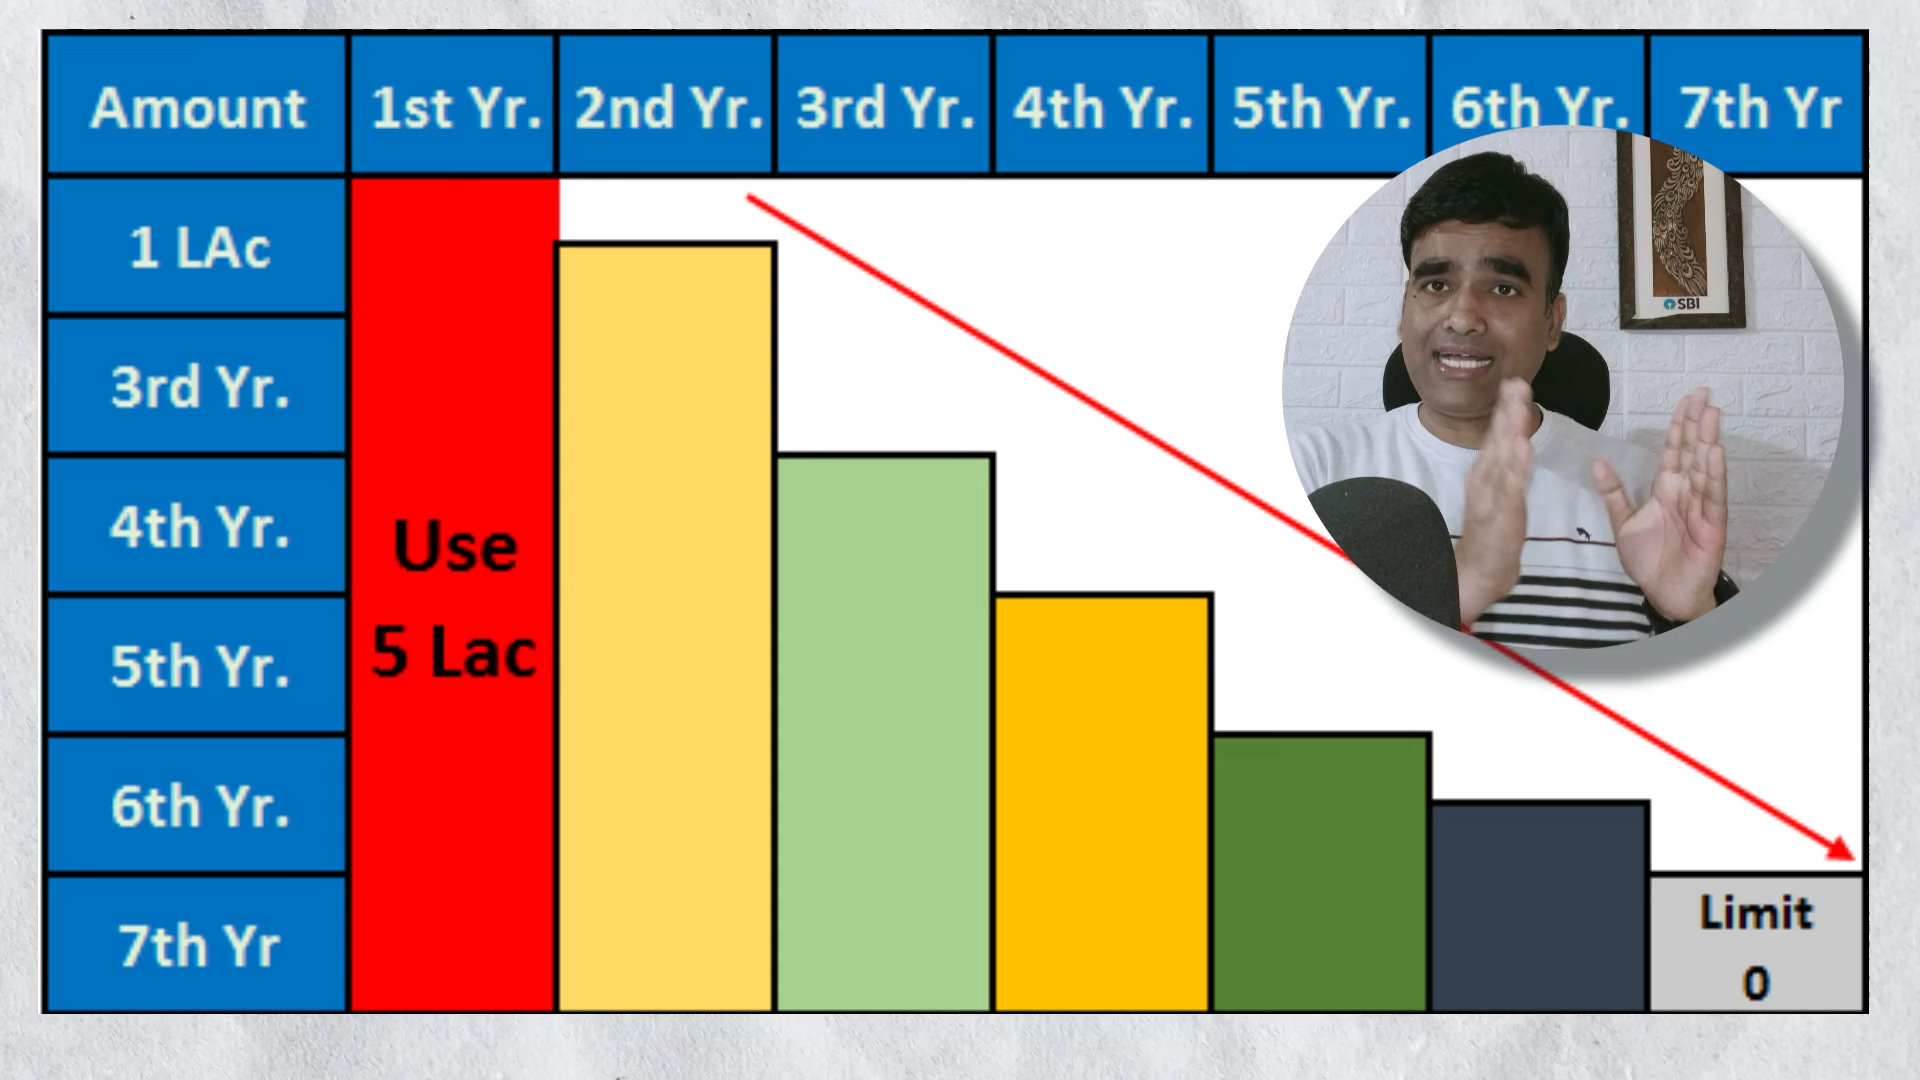 Amount 1st Yr. 2nd Yr. 3rd Yr. 4th Yr. 5th Yr. 6th Yr. 7th Yr
1 LAc
SBI
3rd Yr.
4th Yr.
Use
5 Lac
5th Yr.
6th Yr.
7th Yr
Limit
0